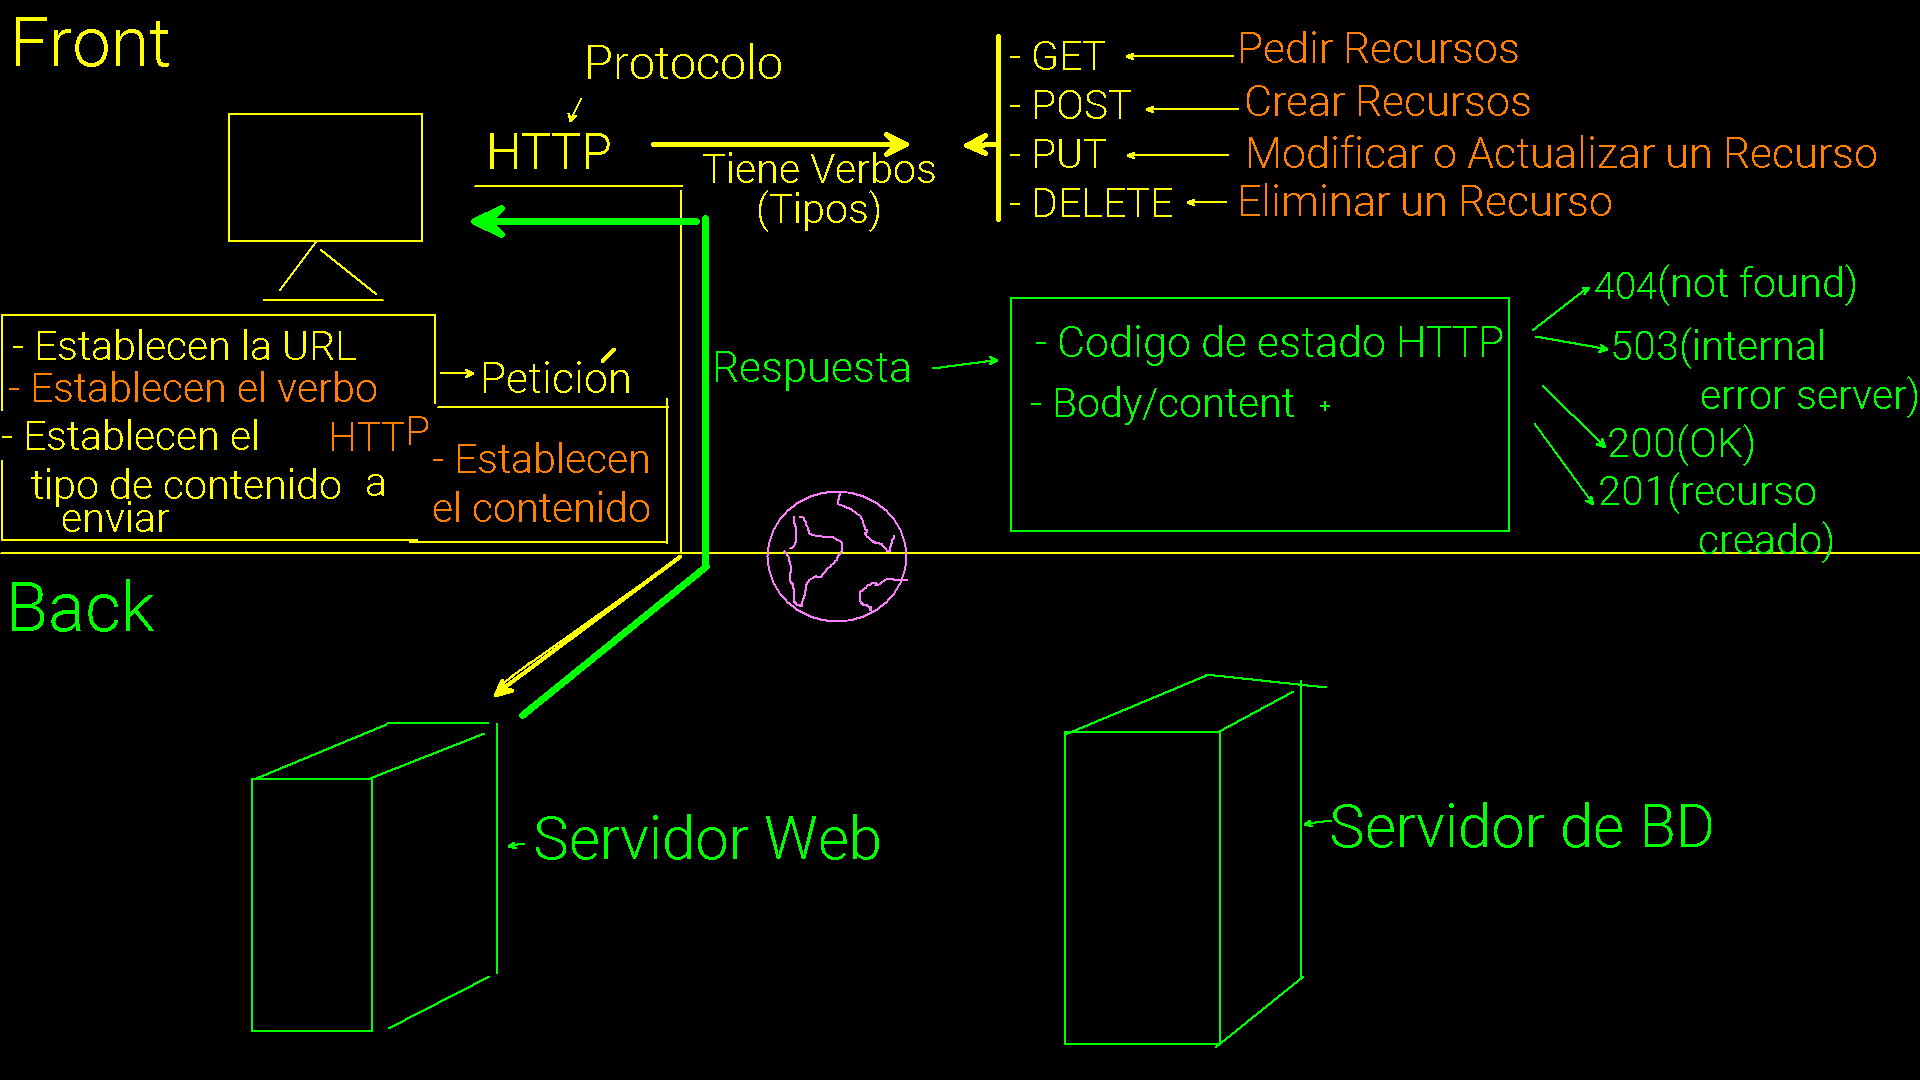 Front
Protocolo
HTTP
Tiene Verbos
(Tipos)
- GET
- POST
- PUT
- DELETE
Pedir Recursos
Crear Recursos
Modificar o Actualizar un Recurso
Eliminar un Recurso
- Establecen la URL
- Establecen el verbo
HTTP
- Establecen el
tipo de contenido a
enviar
Petición
- Establecen
el contenido
Respuesta
- Codigo de estado HTTP
- Body/content +
404(not found)
503(internal
error server)
200(OK)
201(recurso
creado)
Back
Servidor Web
Servidor de BD